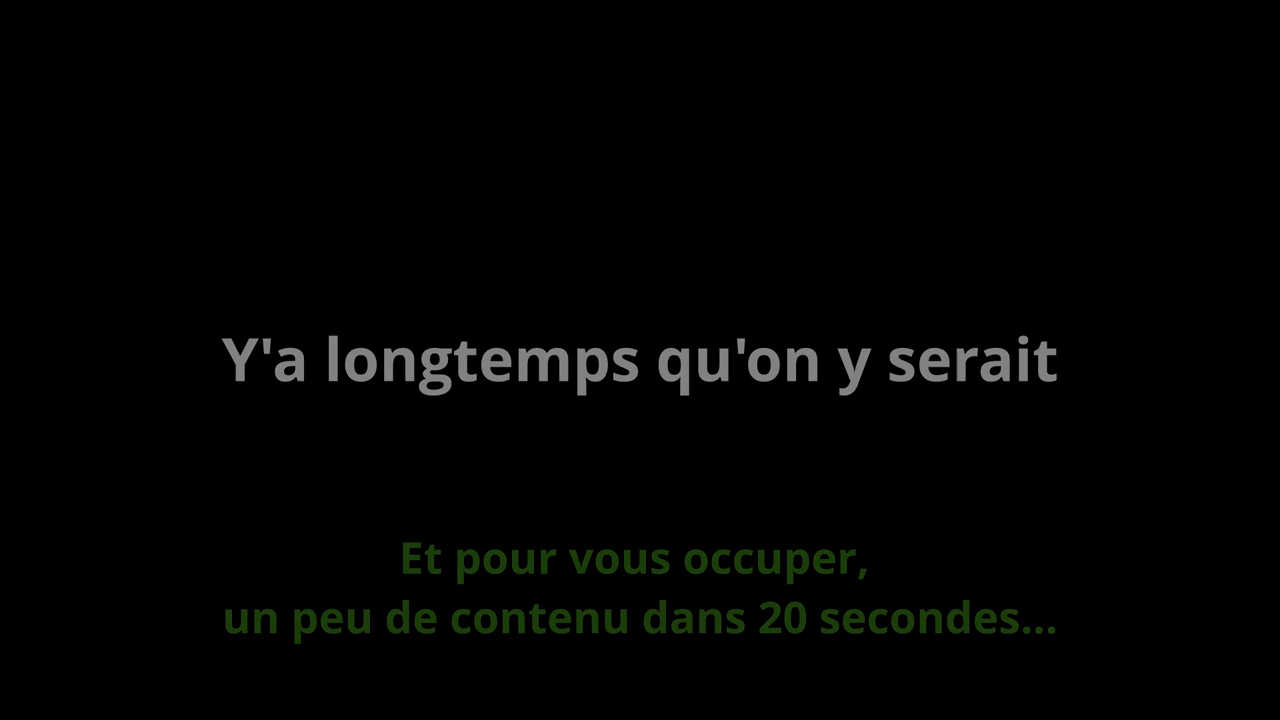 Y'a longtemps qu'on y serait
Et pour vous occuper,
un peu de contenu dans 20 secondes...